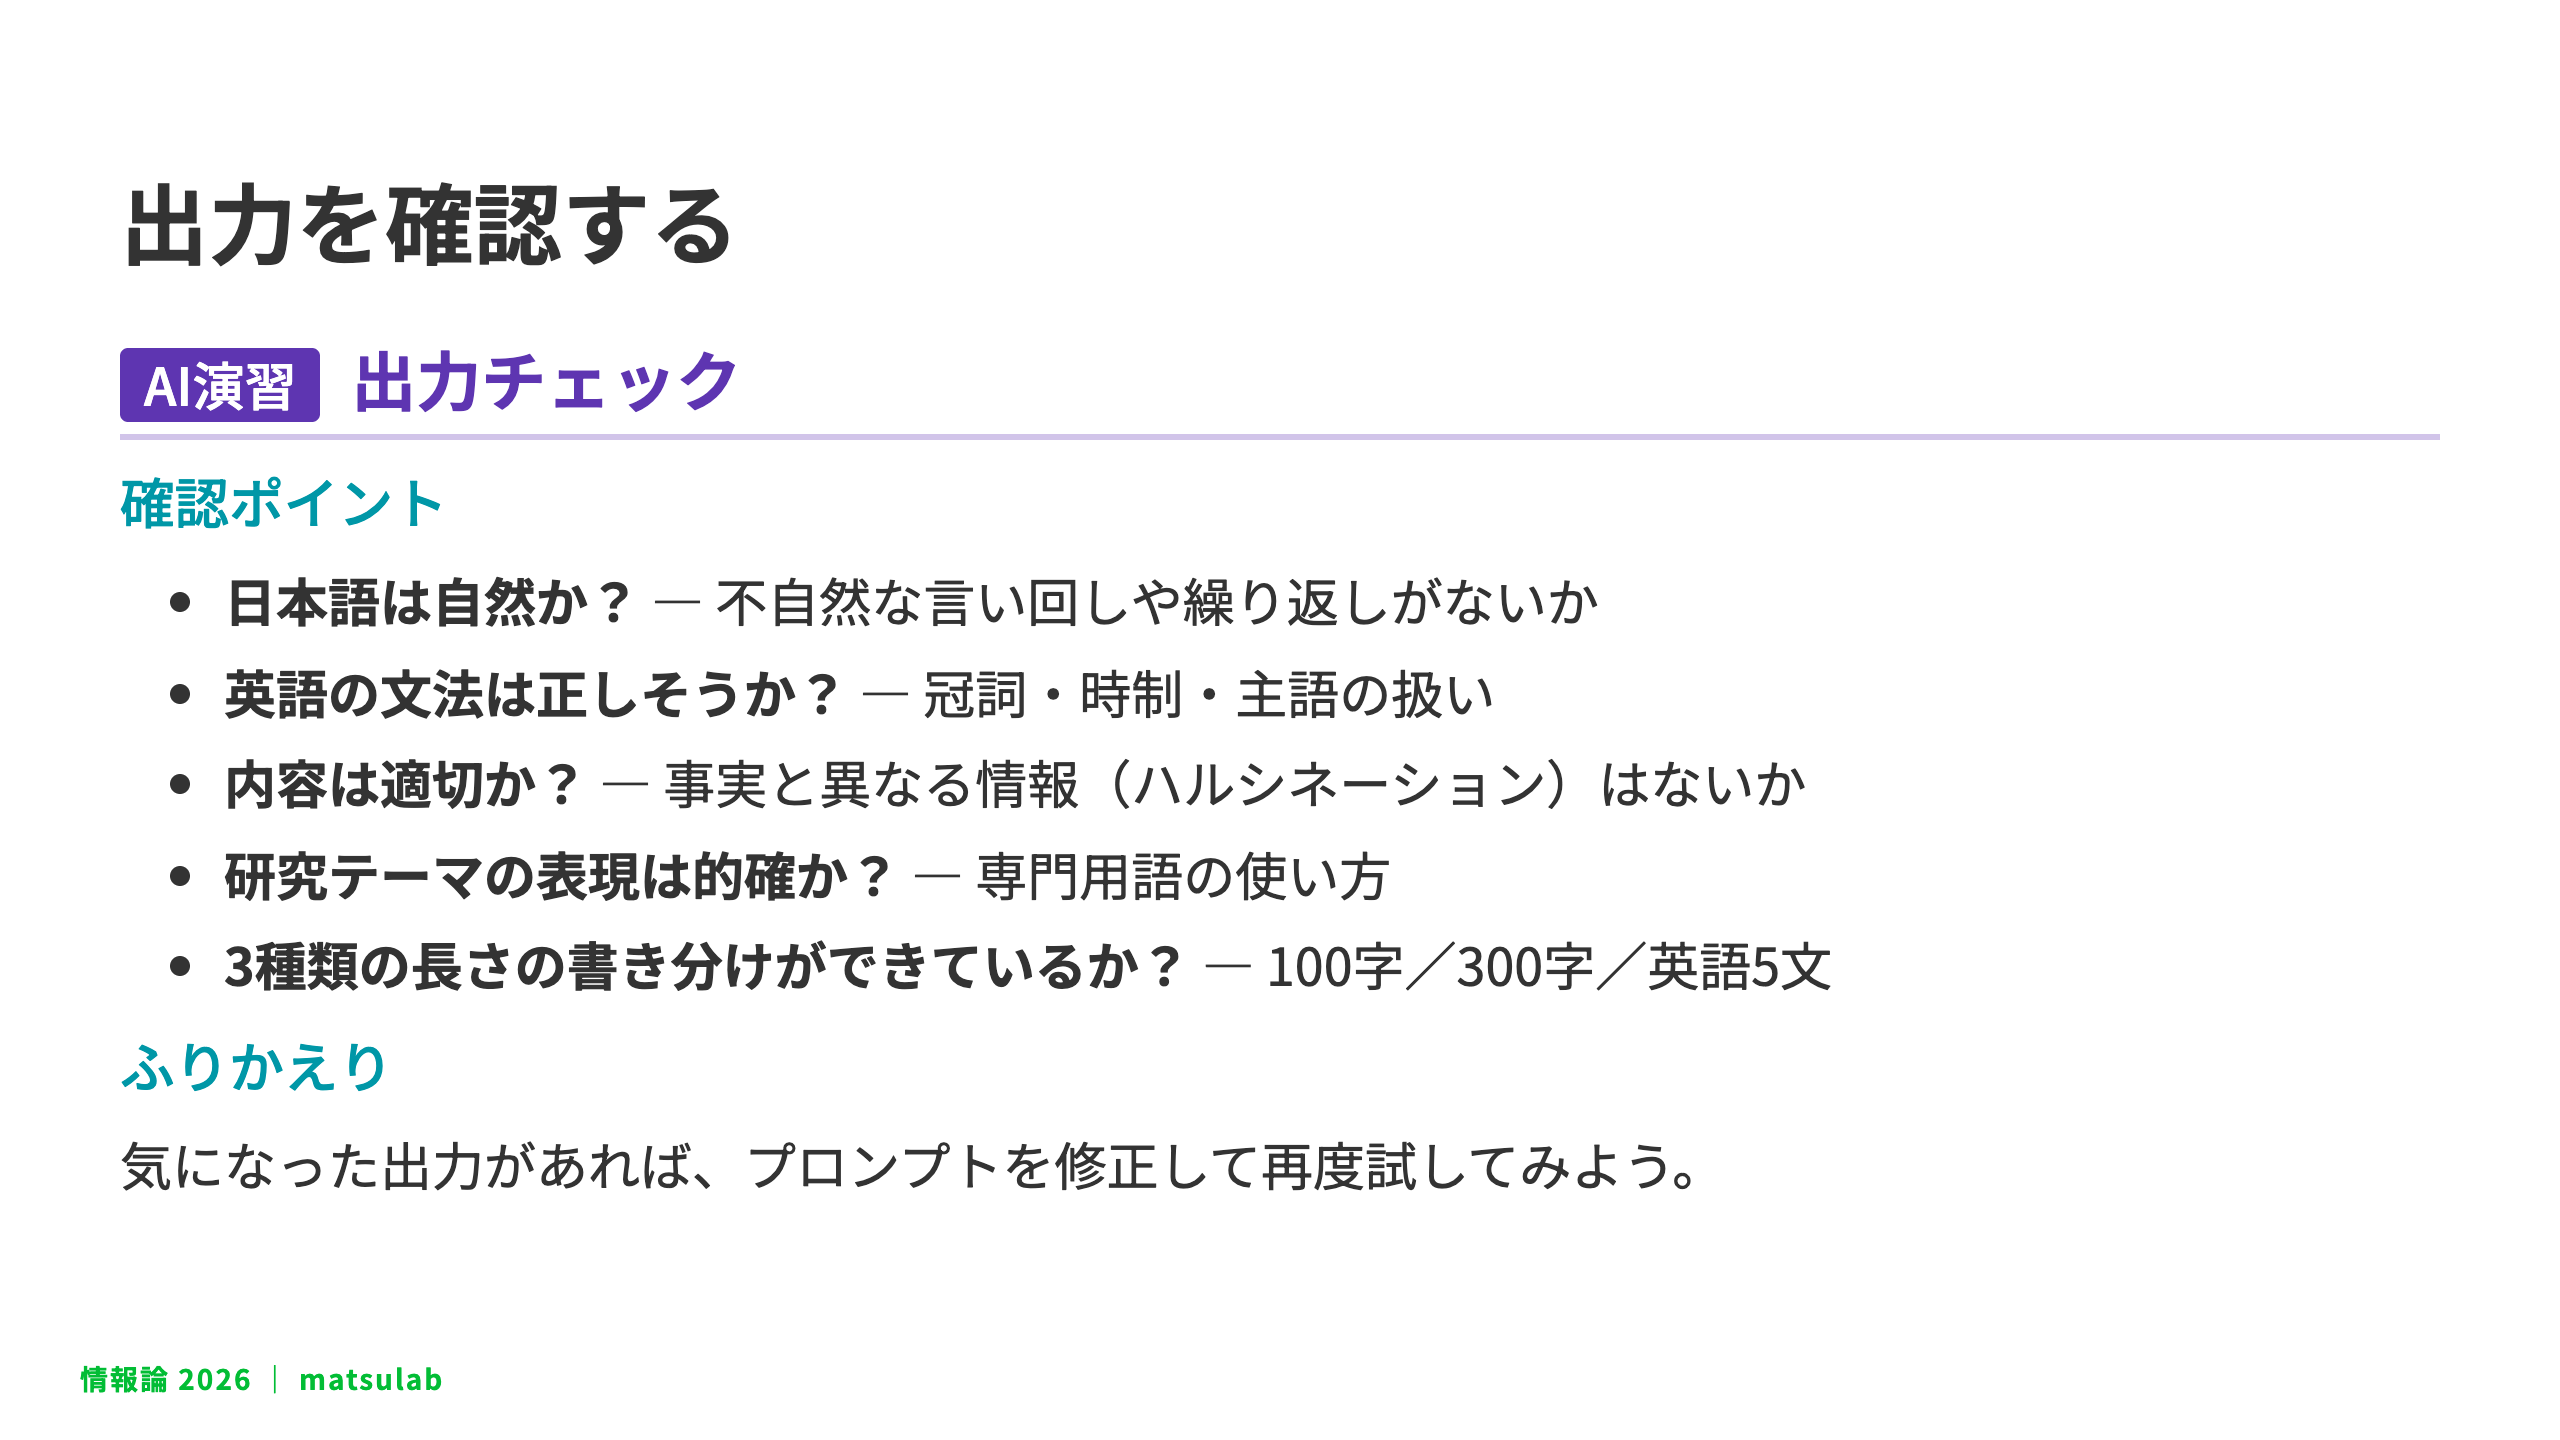 出力を確認する
AI演習 出力チェック
確認ポイント
• 日本語は自然か？ — 不自然な言い回しや繰り返しがないか
• 英語の文法は正しそうか？ — 冠詞・時制・主語の扱い
• 内容は適切か？ — 事実と異なる情報（ハルシネーション）はないか
• 研究テーマの表現は的確か？ — 専門用語の使い方
• 3種類の長さの書き分けができているか？ — 100字／300字／英語5文
ふりかえり
気になった出力があれば、プロンプトを修正して再度試してみよう。
情報論 2026 ｜ matsulab